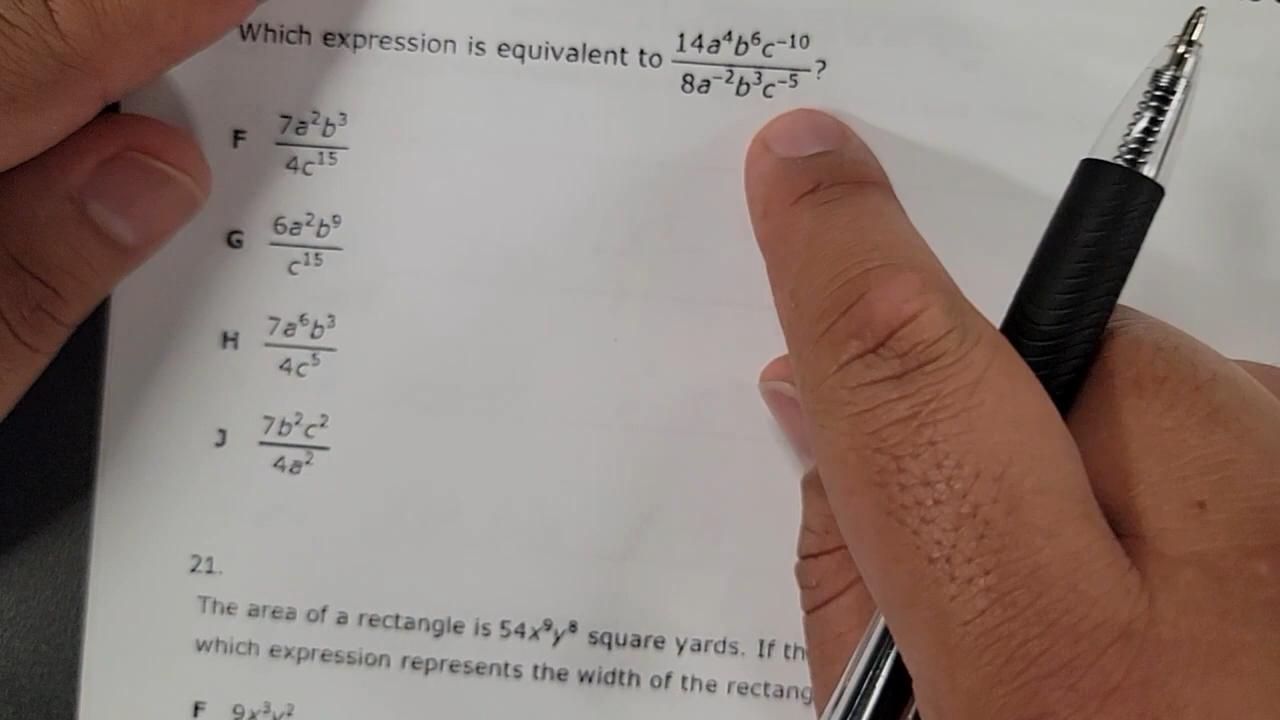 Which expression is equivalent to 14a⁴b⁶c⁻¹⁰ / 8a⁻²b³c⁻⁵?
F 7a²b³ / 4c¹⁵
G 6a²b⁹ / c¹⁵
H 7a⁶b³ / 4c⁵
J 7b²c² / 4a²
21.
The area of a rectangle is 54x⁹y⁸ square yards. If th
which expression represents the width of the rectang
F 9x³y²